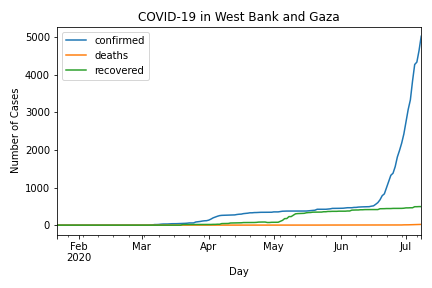 COVID-19 in West Bank and Gaza
confirmed
deaths
recovered
Number of Cases
5000
4000
3000
2000
1000
0
Feb
2020
Mar
Apr
May
Jun
Jul
Day